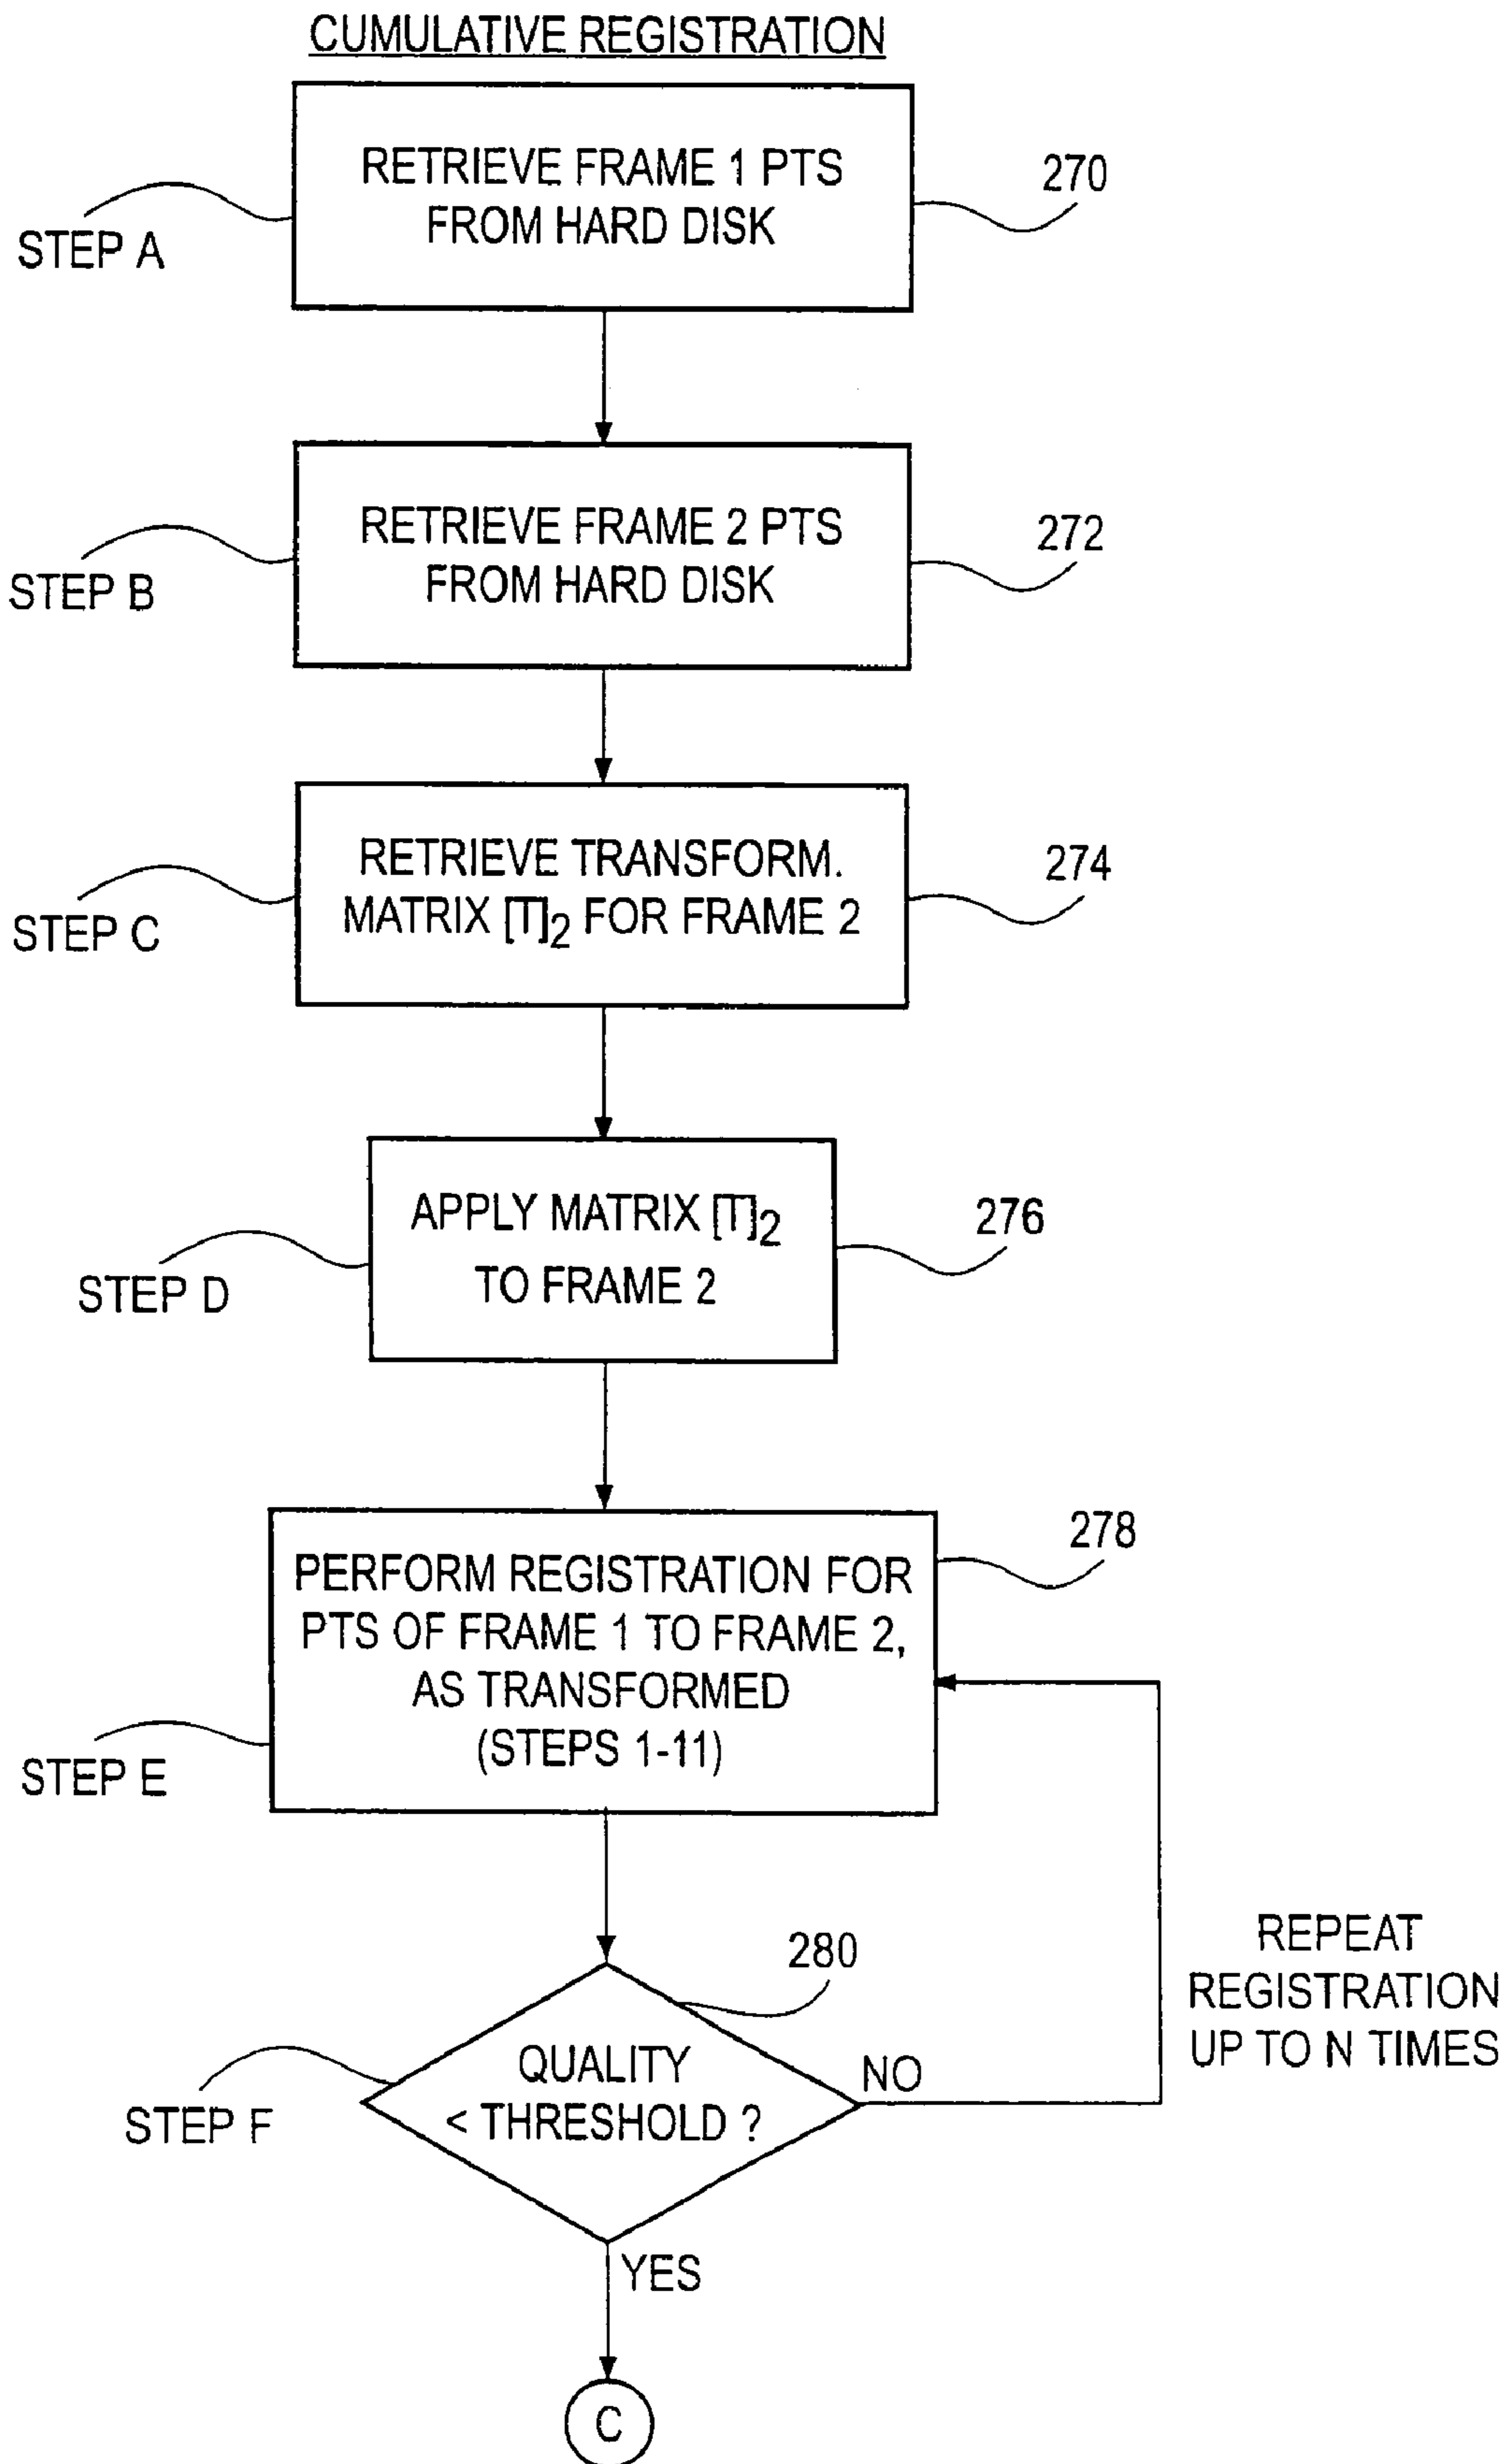 CUMULATIVE REGISTRATION
RETRIEVE FRAME 1 PTS
FROM HARD DISK
270
STEP A
RETRIEVE FRAME 2 PTS
FROM HARD DISK
272
STEP B
RETRIEVE TRANSFORM.
MATRIX [T]2 FOR FRAME 2
274
STEP C
APPLY MATRIX [T]2
TO FRAME 2
276
STEP D
PERFORM REGISTRATION FOR
PTS OF FRAME 1 TO FRAME 2,
AS TRANSFORMED
(STEPS 1-11)
278
STEP E
QUALITY
< THRESHOLD ?
280
STEP F
NO
REPEAT
REGISTRATION
UP TO N TIMES
YES
C